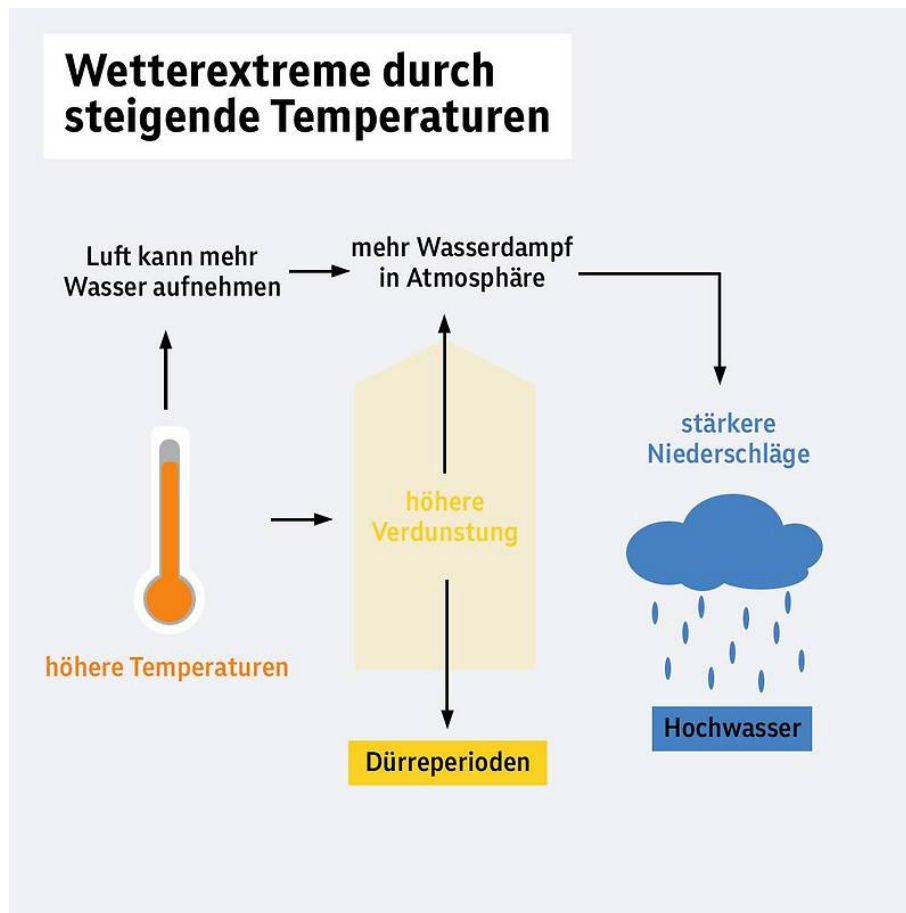 Wetterextreme durch
steigende Temperaturen
Luft kann mehr
Wasser aufnehmen
mehr Wasserdampf
in Atmosphäre
stärkere
Niederschläge
höhere
Verdunstung
höhere Temperaturen
Hochwasser
Dürreperioden